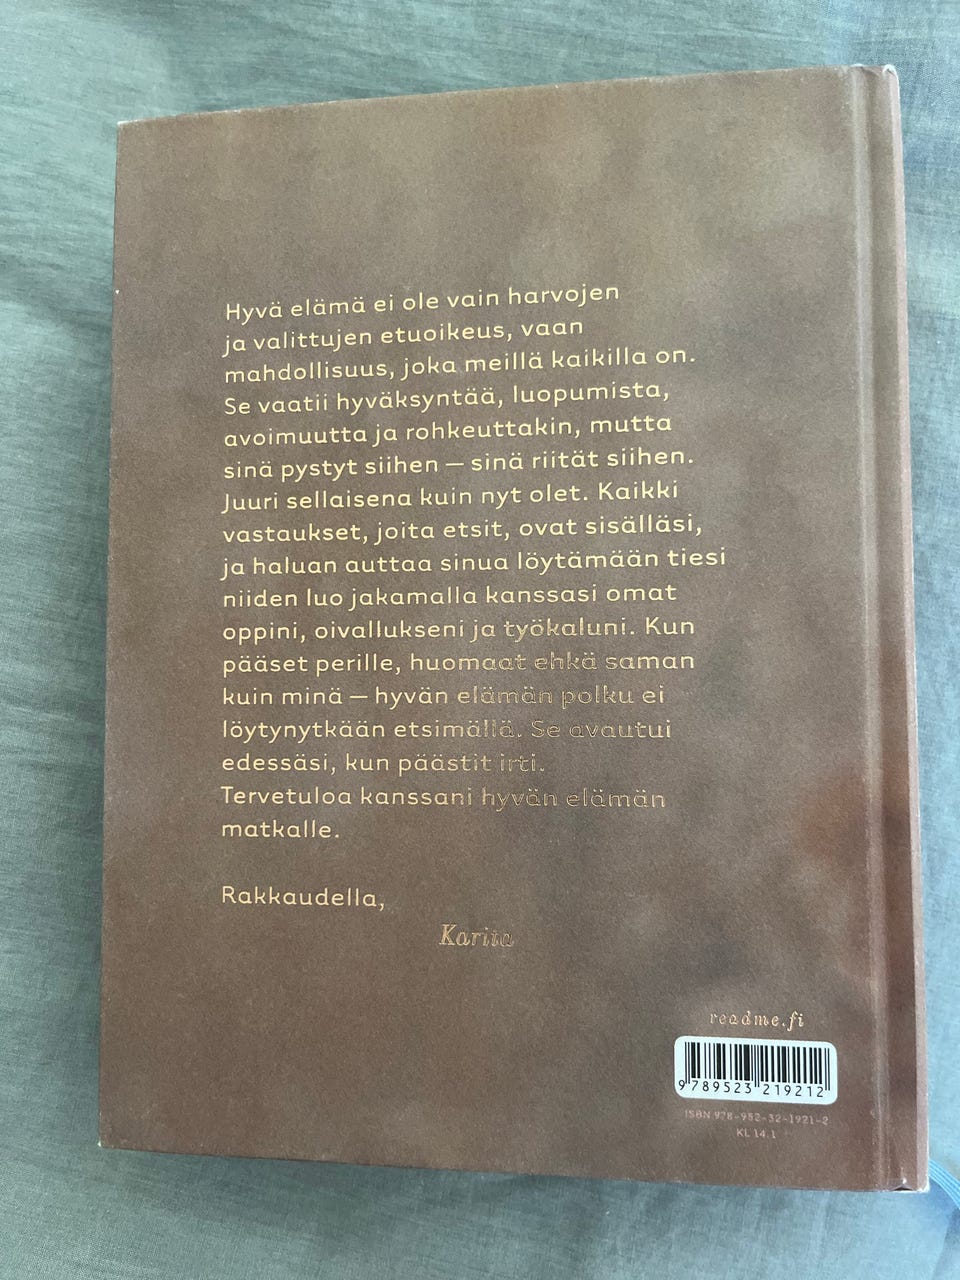 Hyvä elämä ei ole vain harvojen
ja valittujen etuoikeus, vaan
mahdollisuus, joka meillä kaikilla on.
Se vaatii hyväksyntää, luopumista,
avoimuutta ja rohkeuttakin, mutta
sinä pystyt siihen — sinä riität siihen.
Juuri sellaisena kuin nyt olet. Kaikki
vastaukset, joita etsit, ovat sisälläsi,
ja haluan auttaa sinua löytämään tiesi
niiden luo jakamalla kanssasi omat
oppini, oivallukseni ja työkaluni. Kun
pääset perille, huomaat ehkä saman
kuin minä — hyvän elämän polku ei
löytynytkään etsimällä. Se avautui
edessäsi, kun päästit irti.
Tervetuloa kanssani hyvän elämän
matkalle.
Rakkaudella,
Karita
readme.fi
9 789523 219212
ISBN 978-952-32-1921-2
KL 14.1